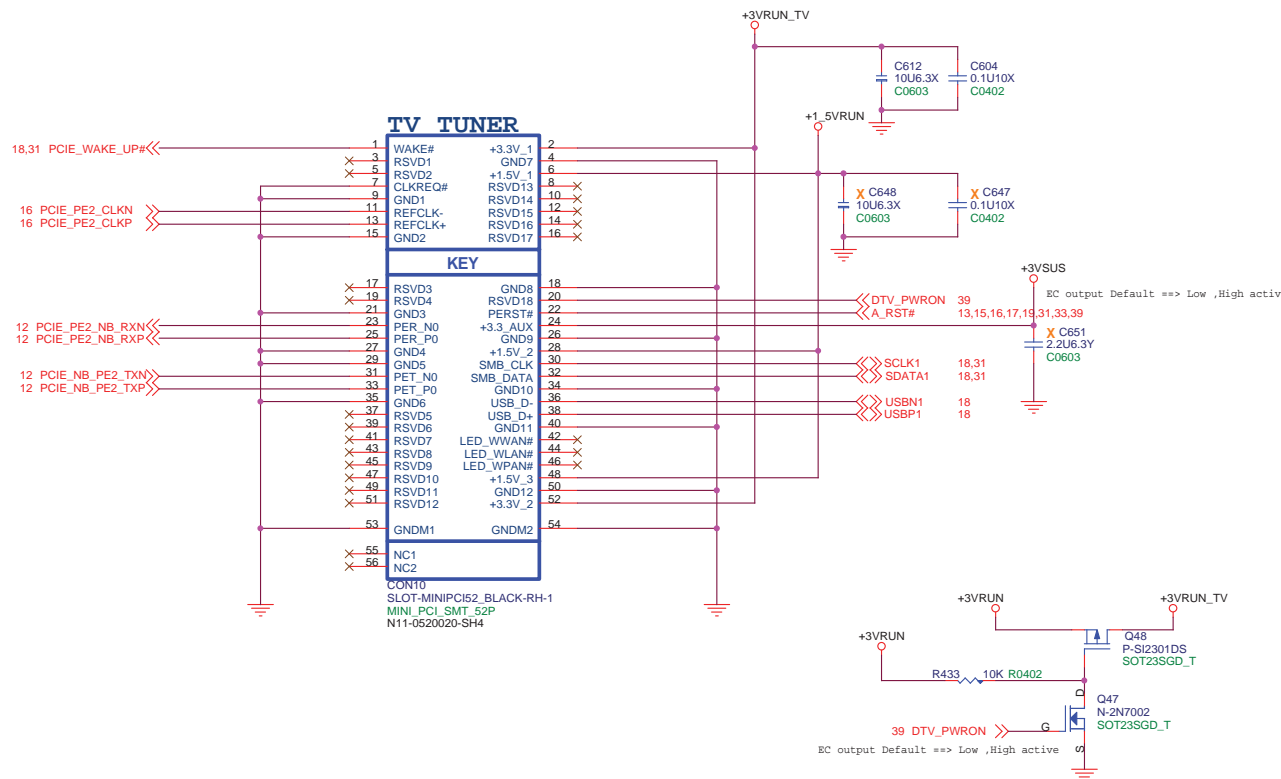 +3VRUN_TV
C612
10U6.3X
C0603
C604
0.1U10X
C0402
+1_5VRUN
TV TUNER
18,31 PCIE_WAKE_UP#
1 WAKE# +3.3V_1 2
3 RSVD1 GND7 4
5 RSVD2 +1.5V_1 6
7 CLKREQ# RSVD13 8
9 GND1 RSVD14 10
16 PCIE_PE2_CLKN 11 REFCLK- RSVD15 12
16 PCIE_PE2_CLKP 13 REFCLK+ RSVD16 14
15 GND2 RSVD17 16
X C648
10U6.3X
C0603
X C647
0.1U10X
C0402
KEY
+3VSUS
EC output Default ==> Low ,High activ
17 RSVD3 GND8 18
19 RSVD4 RSVD18 20 DTV_PWRON 39
21 GND3 PERST# 22 A_RST# 13,15,16,17,19,31,33,39
12 PCIE_PE2_NB_RXN 23 PER_N0 +3.3_AUX 24
12 PCIE_PE2_NB_RXP 25 PER_P0 GND9 26
27 GND4 +1.5V_2 28
29 GND5 SMB_CLK 30 SCLK1 18,31
12 PCIE_NB_PE2_TXN 31 PET_N0 SMB_DATA 32 SDATA1 18,31
12 PCIE_NB_PE2_TXP 33 PET_P0 GND10 34
35 GND6 USB_D- 36 USBN1 18
37 RSVD5 USB_D+ 38 USBP1 18
39 RSVD6 GND11 40
41 RSVD7 LED_WWAN# 42
43 RSVD8 LED_WLAN# 44
45 RSVD9 LED_WPAN# 46
47 RSVD10 +1.5V_3 48
49 RSVD11 GND12 50
51 RSVD12 +3.3V_2 52
53 GNDM1 GNDM2 54
55 NC1
56 NC2
X C651
2.2U6.3Y
C0603
CON10
SLOT-MINIPCI52_BLACK-RH-1
MINI_PCI_SMT_52P
N11-0520020-SH4
+3VRUN
+3VRUN_TV
Q48
P-SI2301DS
SOT23SGD_T
+3VRUN
R433 10K R0402
D
Q47
N-2N7002
SOT23SGD_T
39 DTV_PWRON
G
S
EC output Default ==> Low ,High active